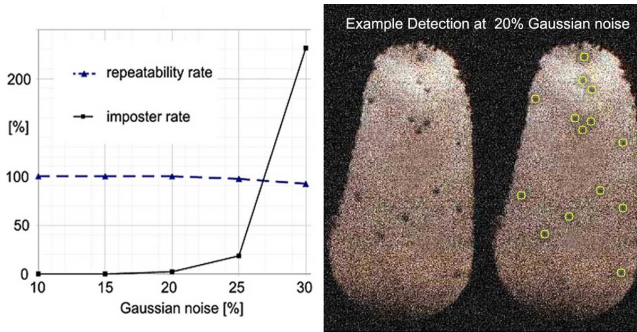 repeatability rate
imposter rate
200
[%]
100
50
0
10 15 20 25 30
Gaussian noise [%]
Example Detection at 20% Gaussian noise